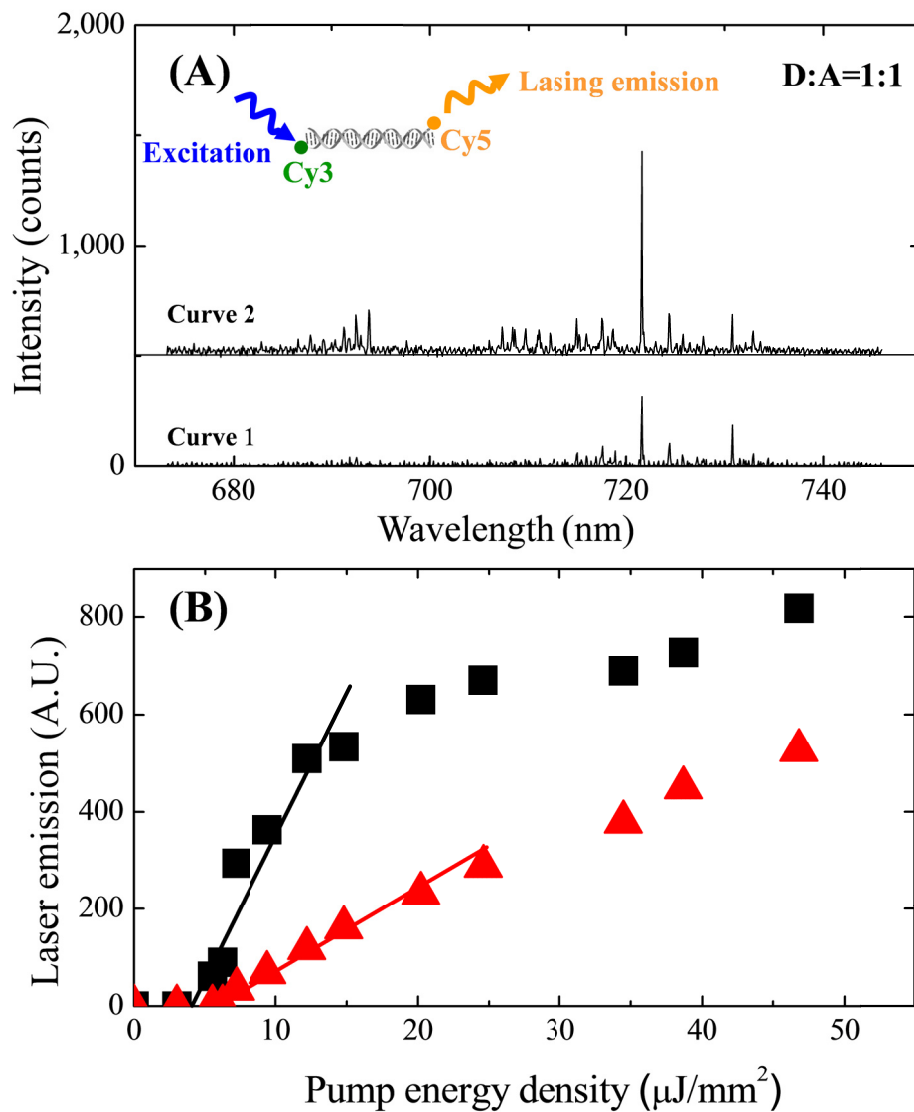 2,000
(A)
D:A=1:1
Lasing emission
Excitation
Cy5
Cy3
1,000
Curve 2
Curve 1
0
680
700
720
740
Intensity (counts)
Wavelength (nm)
(B)
800
600
400
200
0
0
10
20
30
40
50
Laser emission (A.U.)
Pump energy density (μJ/mm²)